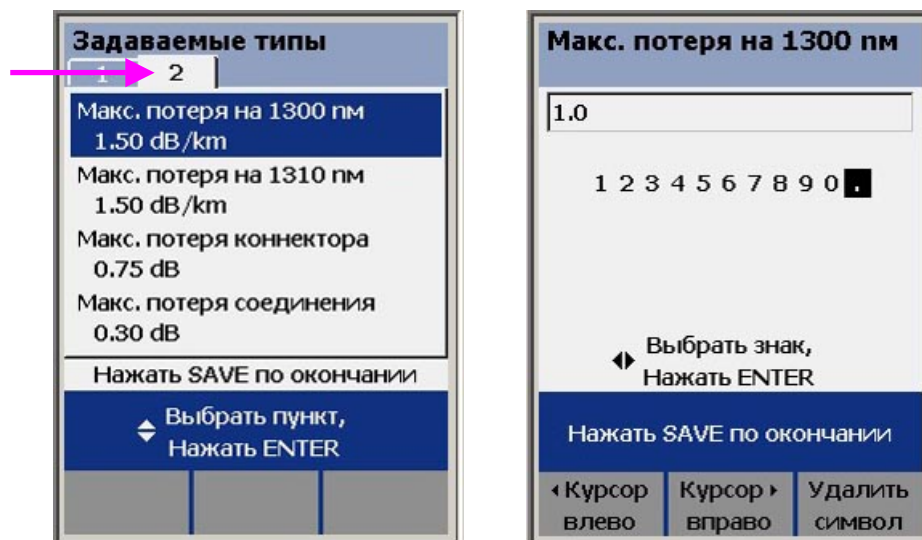 Задаваемые типы
1 2
Макс. потеря на 1300 nm
1.50 dB/km
Макс. потеря на 1310 nm
1.50 dB/km
Макс. потеря коннектора
0.75 dB
Макс. потеря соединения
0.30 dB
Нажать SAVE по окончании
Выбрать пункт,
Нажать ENTER
Макс. потеря на 1300 nm
1.0
1 2 3 4 5 6 7 8 9 0 .
Выбрать знак,
Нажать ENTER
Нажать SAVE по окончании
Курсор влево
Курсор вправо
Удалить символ